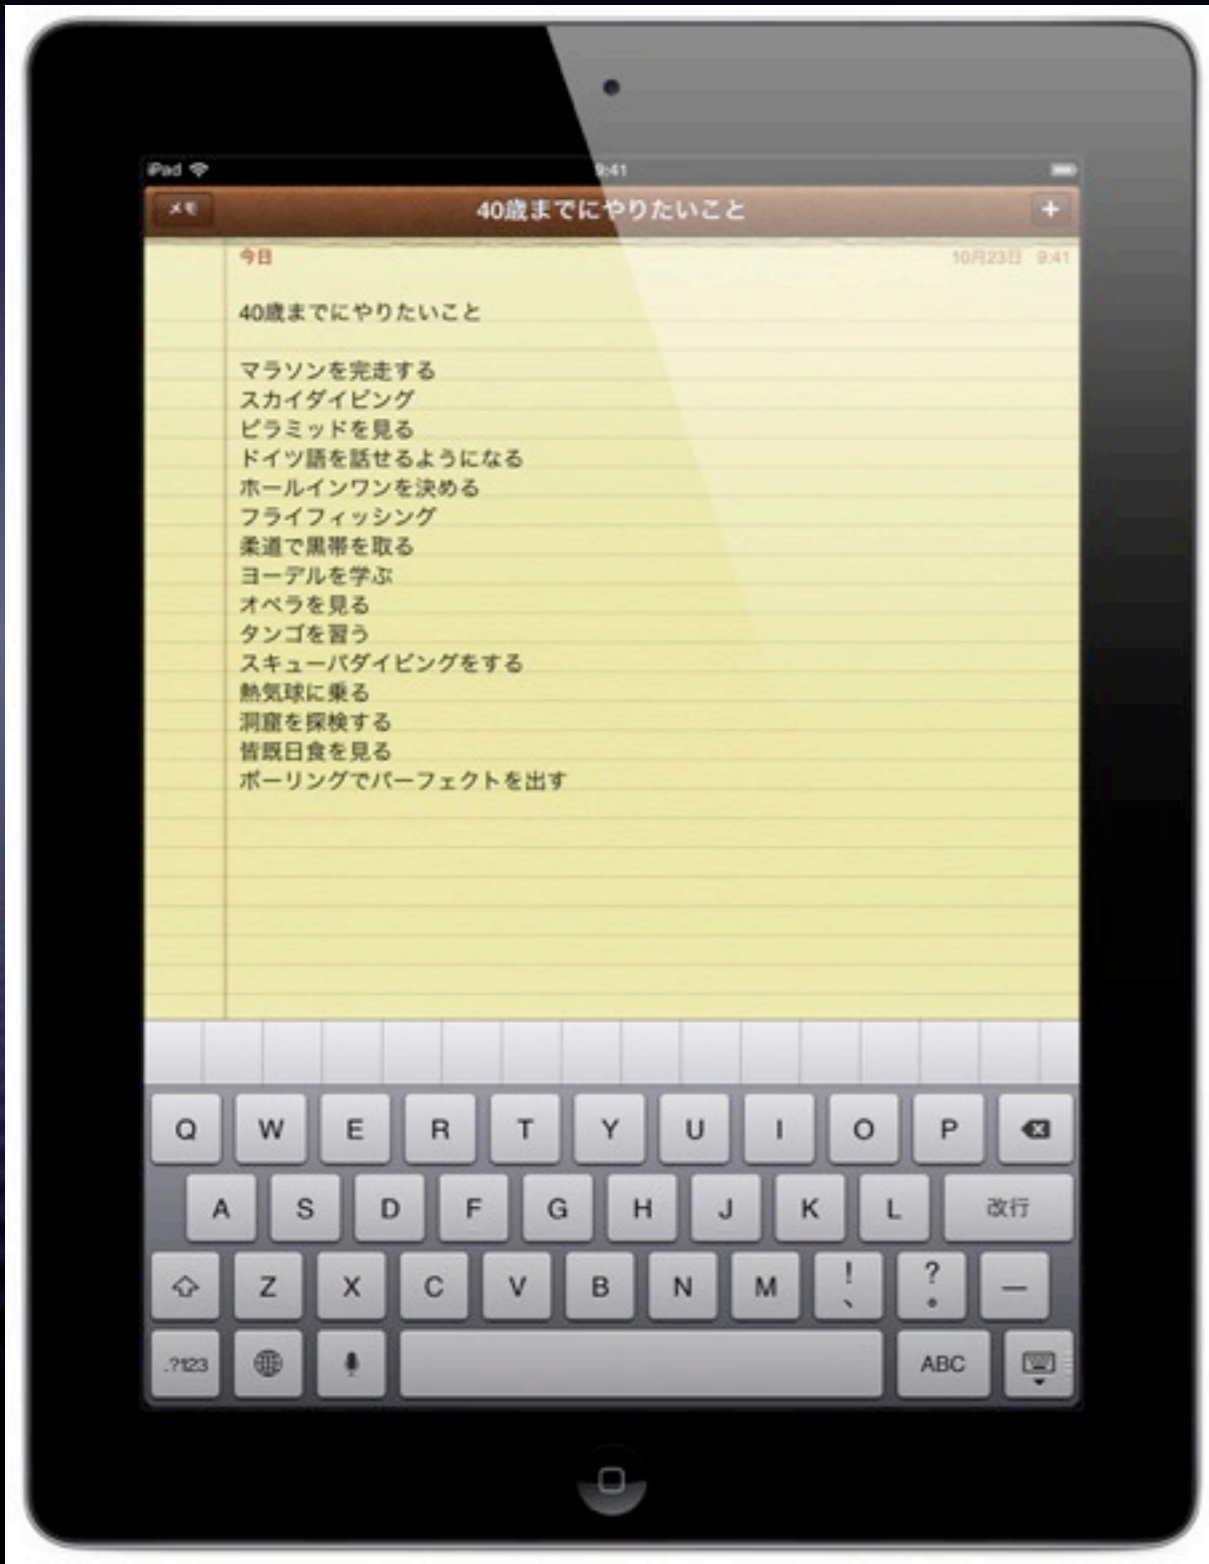 iPad 9:41
メモ 40歳までにやりたいこと +
今日 10月23日 9:41
40歳までにやりたいこと
マラソンを完走する
スカイダイビング
ピラミッドを見る
ドイツ語を話せるようになる
ホールインワンを決める
フライフィッシング
柔道で黒帯を取る
ヨーデルを学ぶ
オペラを見る
タンゴを習う
スキューバダイビングをする
熱気球に乗る
洞窟を探検する
皆既日食を見る
ボーリングでパーフェクトを出す
Q W E R T Y U I O P
A S D F G H J K L 改行
Z X C V B N M ! 、 ? 。 ー
.?123 ABC